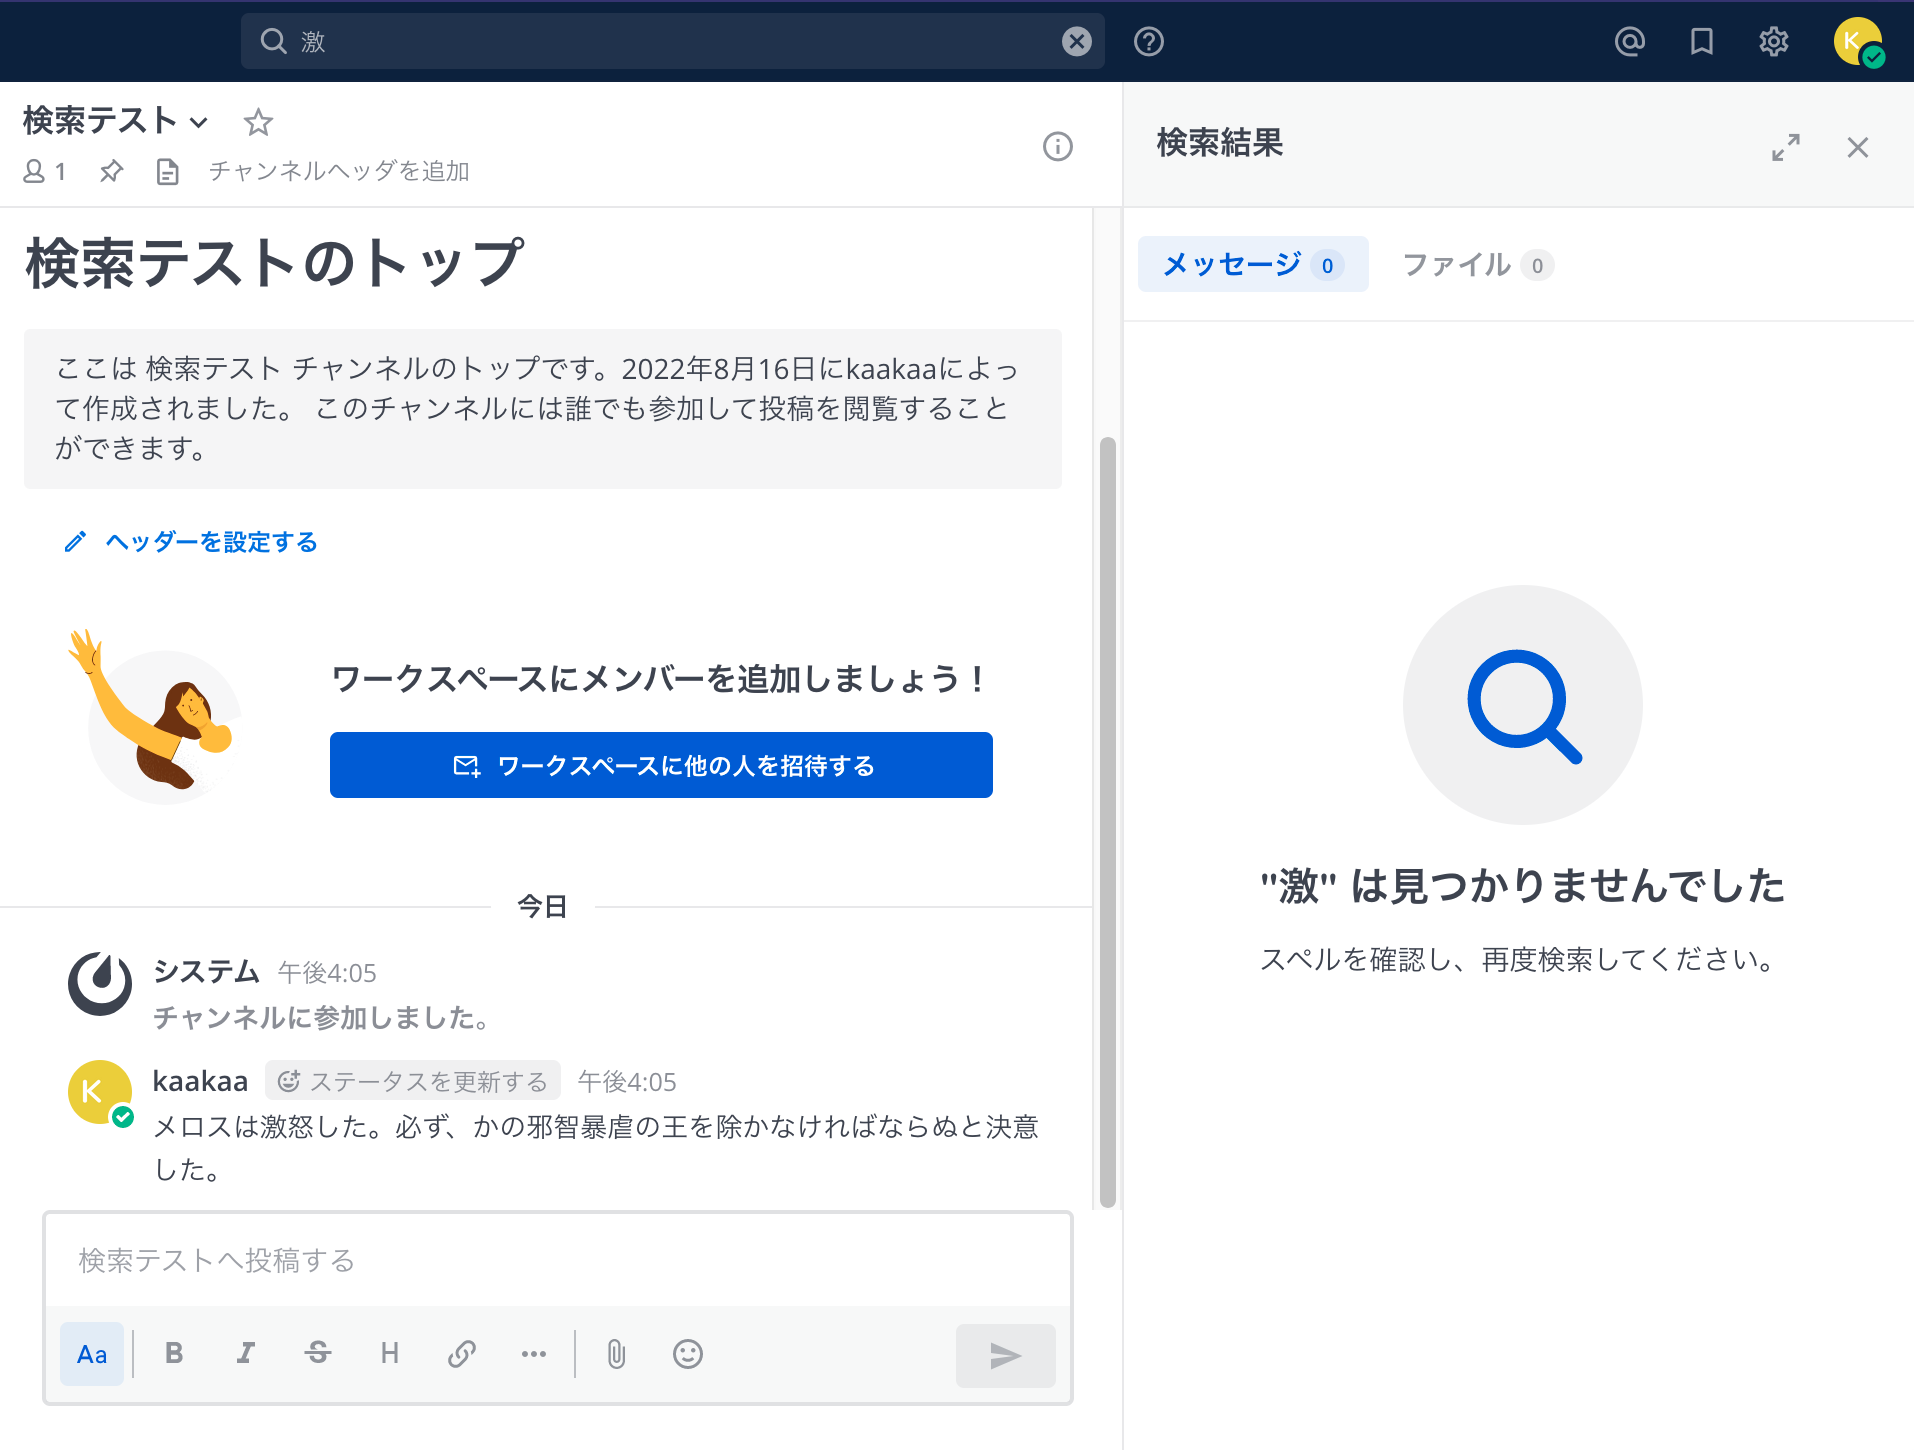 激
K
検索テスト
1
チャンネルヘッダを追加
検索テストのトップ
ここは 検索テスト チャンネルのトップです。2022年8月16日にkaakaaによっ
て作成されました。 このチャンネルには誰でも参加して投稿を閲覧すること
ができます。
ヘッダーを設定する
ワークスペースにメンバーを追加しましょう！
ワークスペースに他の人を招待する
今日
システム 午後4:05
チャンネルに参加しました。
K
kaakaa ステータスを更新する 午後4:05
メロスは激怒した。必ず、かの邪智暴虐の王を除かなければならぬと決意
した。
検索テストへ投稿する
Aa B I S H
検索結果
メッセージ 0 ファイル 0
"激" は見つかりませんでした
スペルを確認し、再度検索してください。